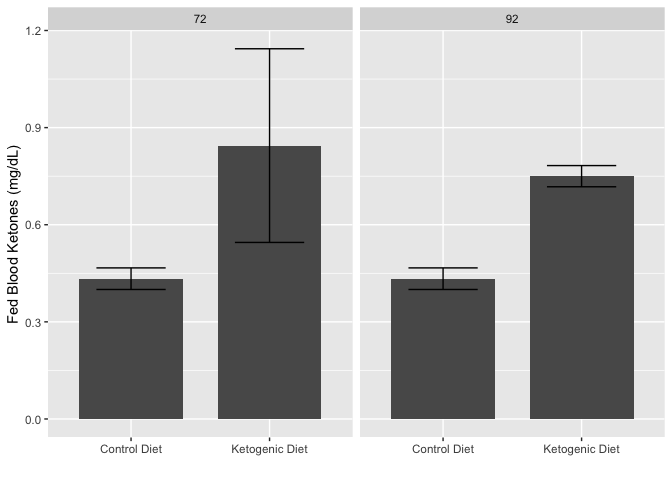 72
92
Fed Blood Ketones (mg/dL)
1.2
0.9
0.6
0.3
0.0
Control Diet
Ketogenic Diet
Control Diet
Ketogenic Diet